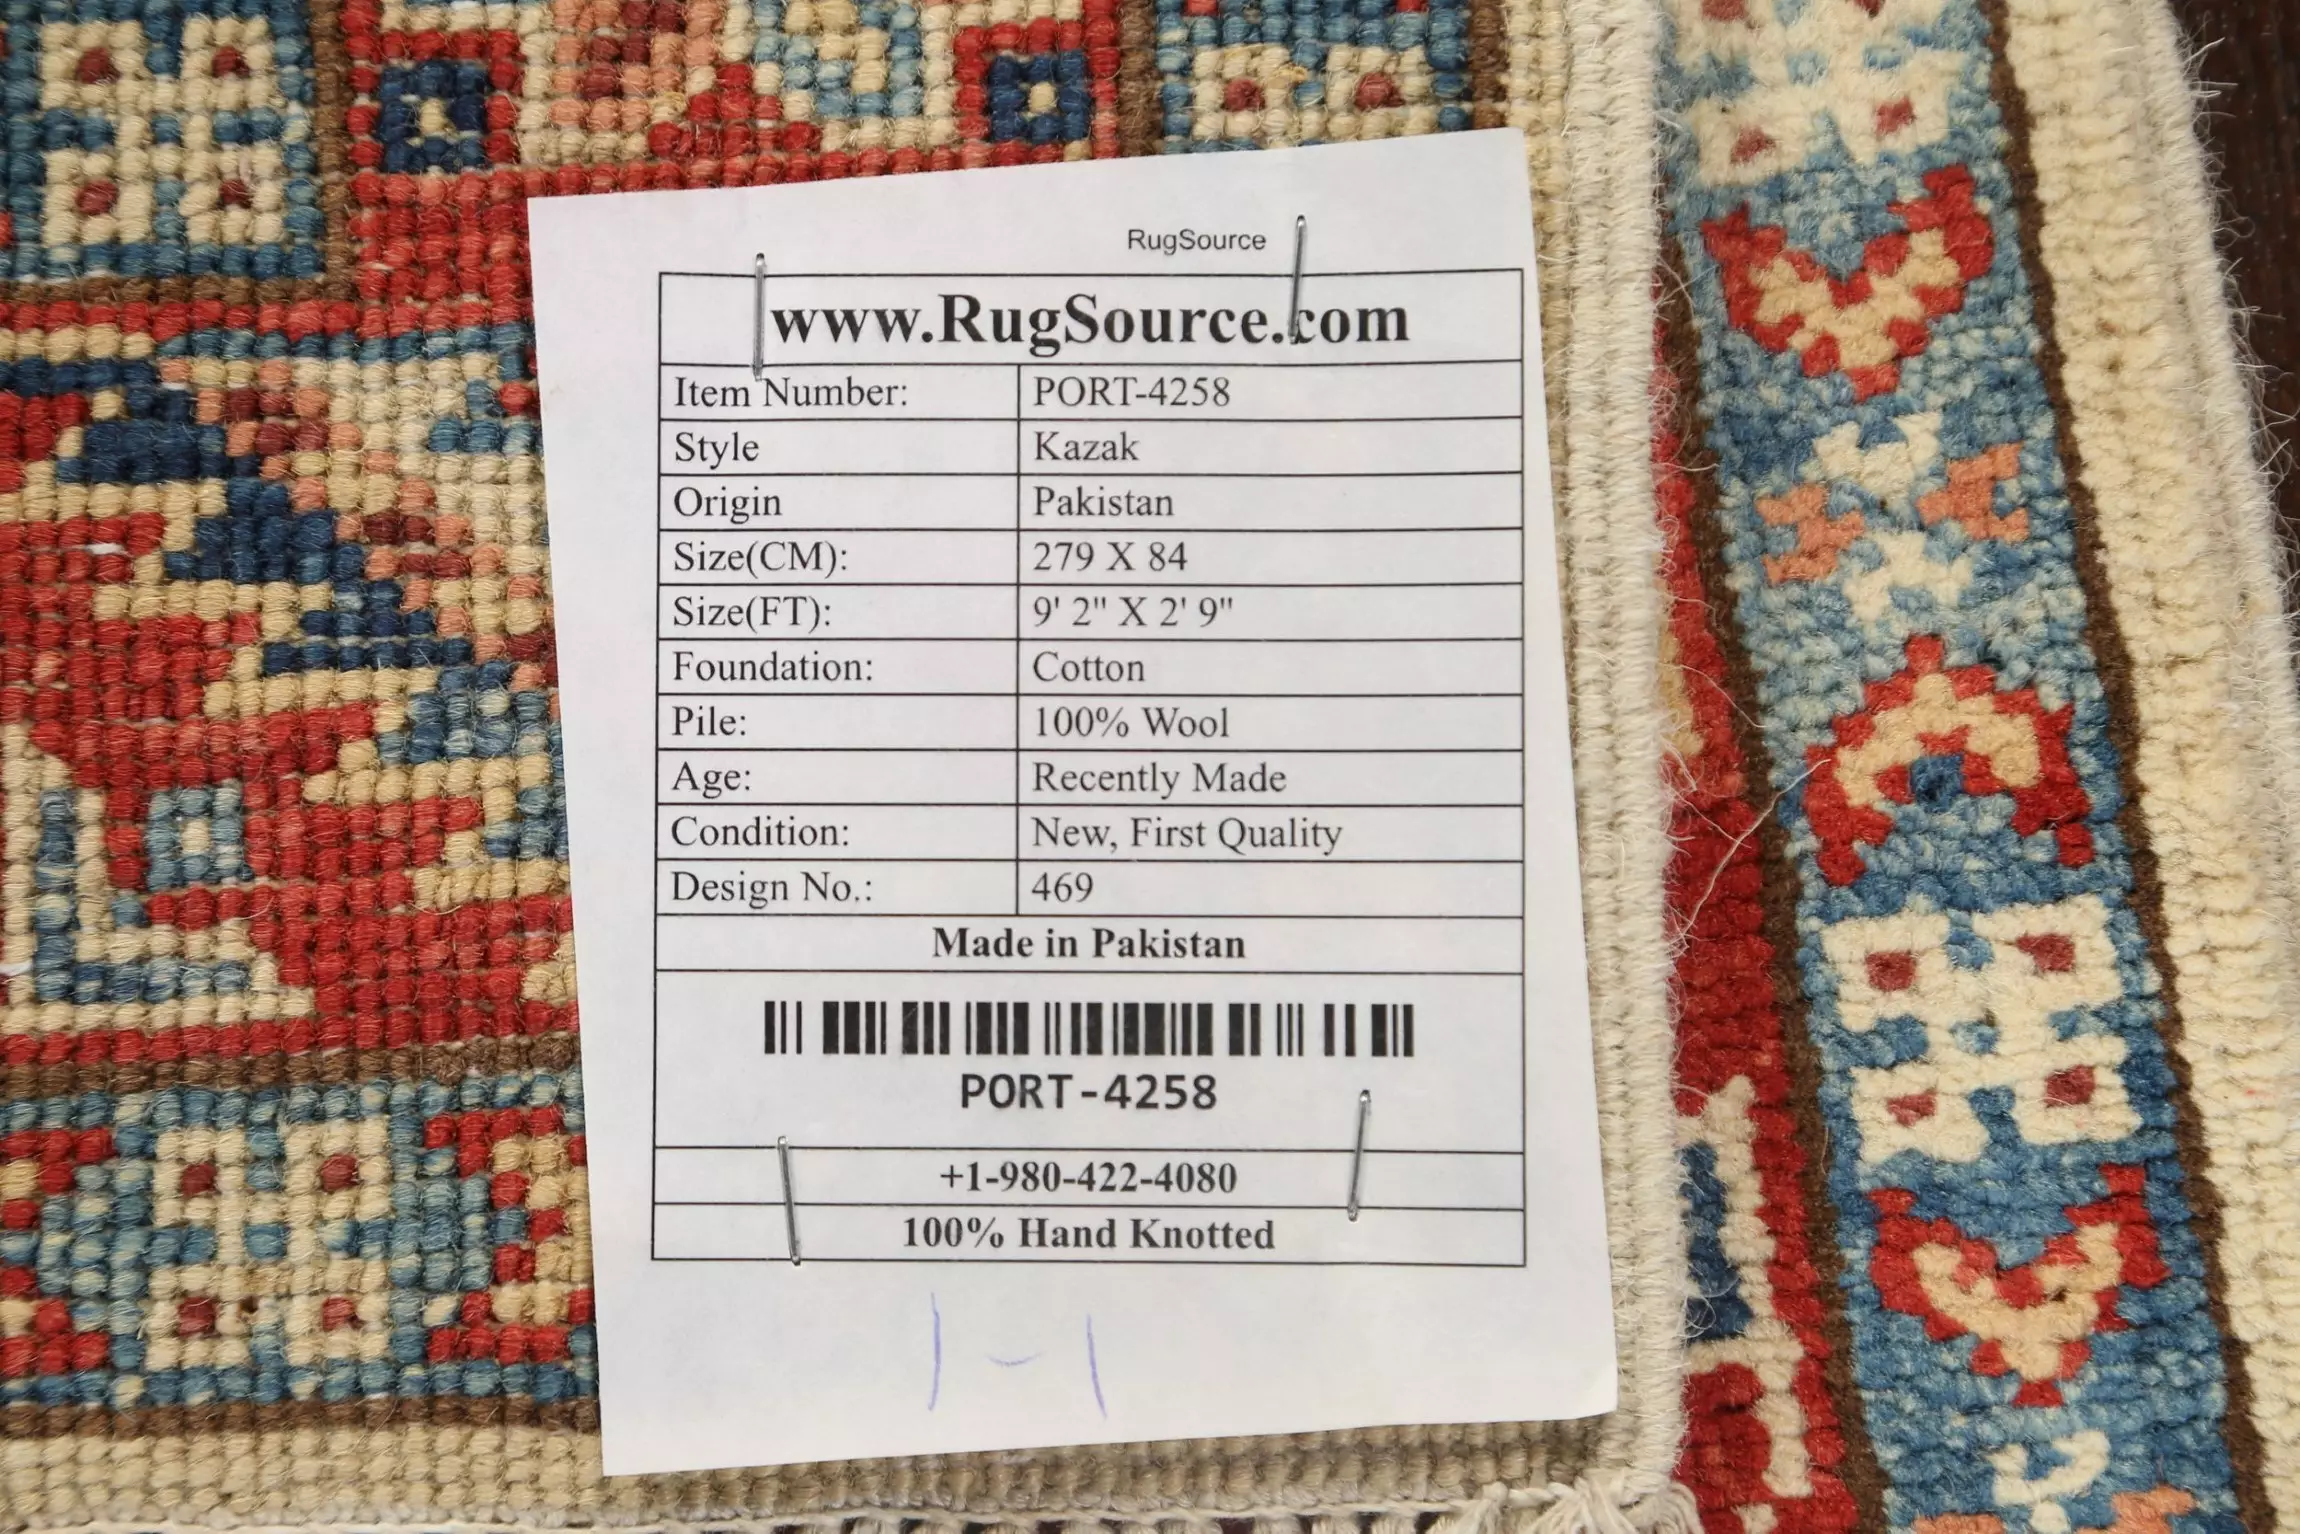 RugSource
www.RugSource.com
Item Number: PORT-4258
Style Kazak
Origin Pakistan
Size(CM): 279 X 84
Size(FT): 9' 2" X 2' 9"
Foundation: Cotton
Pile: 100% Wool
Age: Recently Made
Condition: New, First Quality
Design No.: 469
Made in Pakistan
PORT-4258
+1-980-422-4080
100% Hand Knotted
1-1